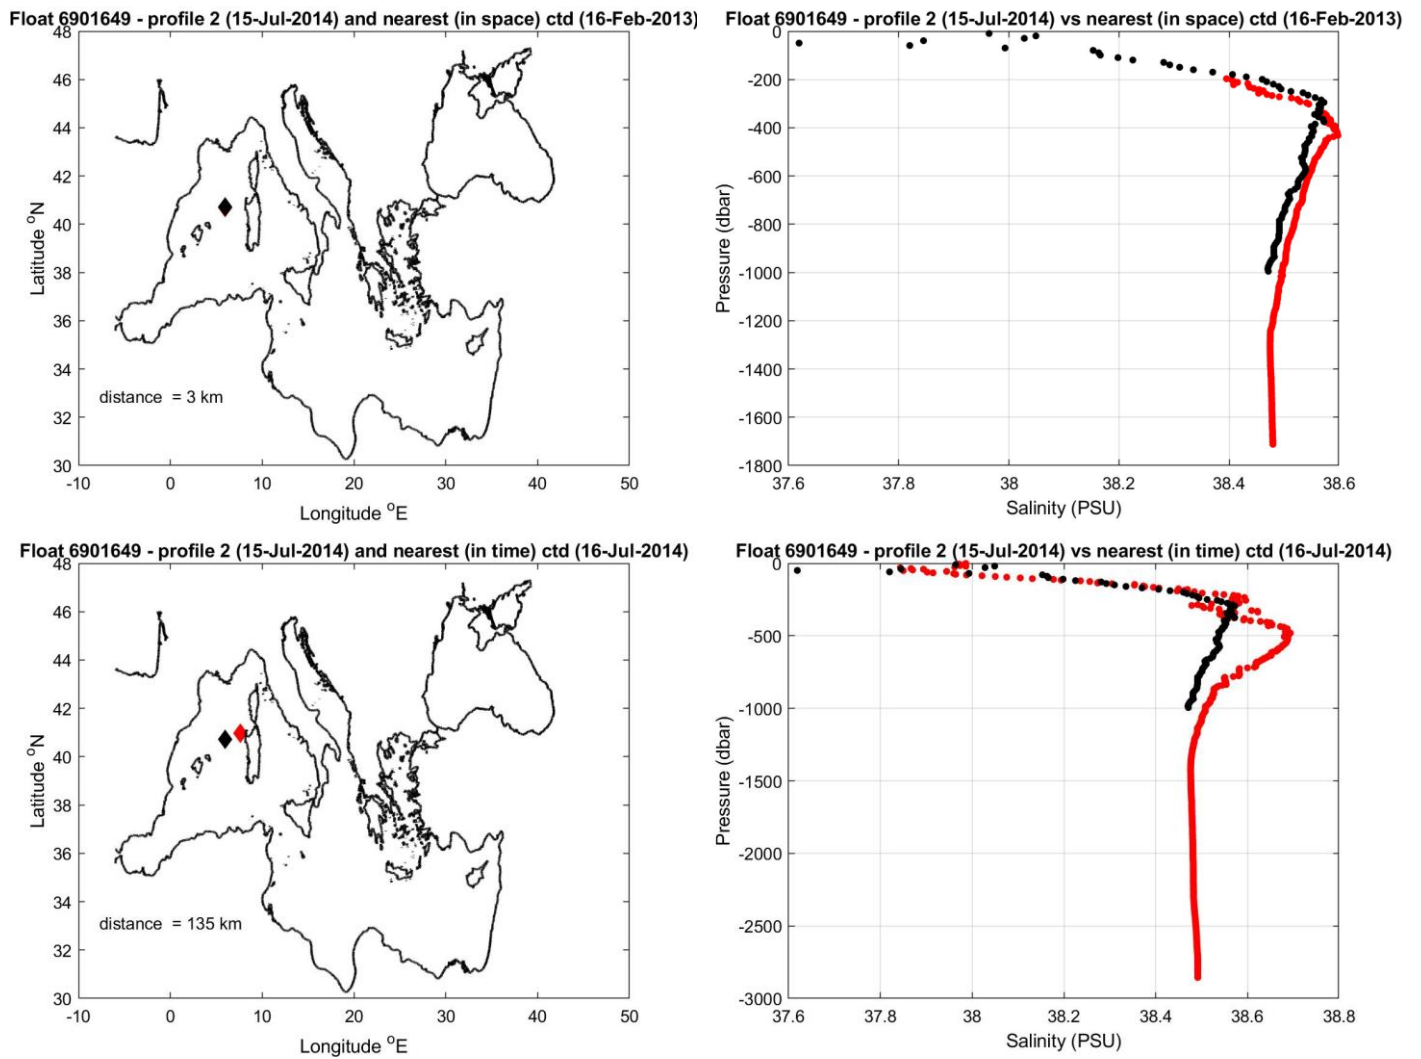 Float 6901649 - profile 2 (15-Jul-2014) and nearest (in space) ctd (16-Feb-2013)
48
46
44
42
40
38
36
34
32
30
Latitude °N
distance = 3 km
-10 0 10 20 30 40 50
Longitude °E
Float 6901649 - profile 2 (15-Jul-2014) vs nearest (in space) ctd (16-Feb-2013)
0
-200
-400
-600
-800
-1000
-1200
-1400
-1600
-1800
Pressure (dbar)
37.6 37.8 38 38.2 38.4 38.6
Salinity (PSU)
Float 6901649 - profile 2 (15-Jul-2014) and nearest (in time) ctd (16-Jul-2014)
48
46
44
42
40
38
36
34
32
30
Latitude °N
distance = 135 km
-10 0 10 20 30 40 50
Longitude °E
Float 6901649 - profile 2 (15-Jul-2014) vs nearest (in time) ctd (16-Jul-2014)
0
-500
-1000
-1500
-2000
-2500
-3000
Pressure (dbar)
37.6 37.8 38 38.2 38.4 38.6 38.8
Salinity (PSU)